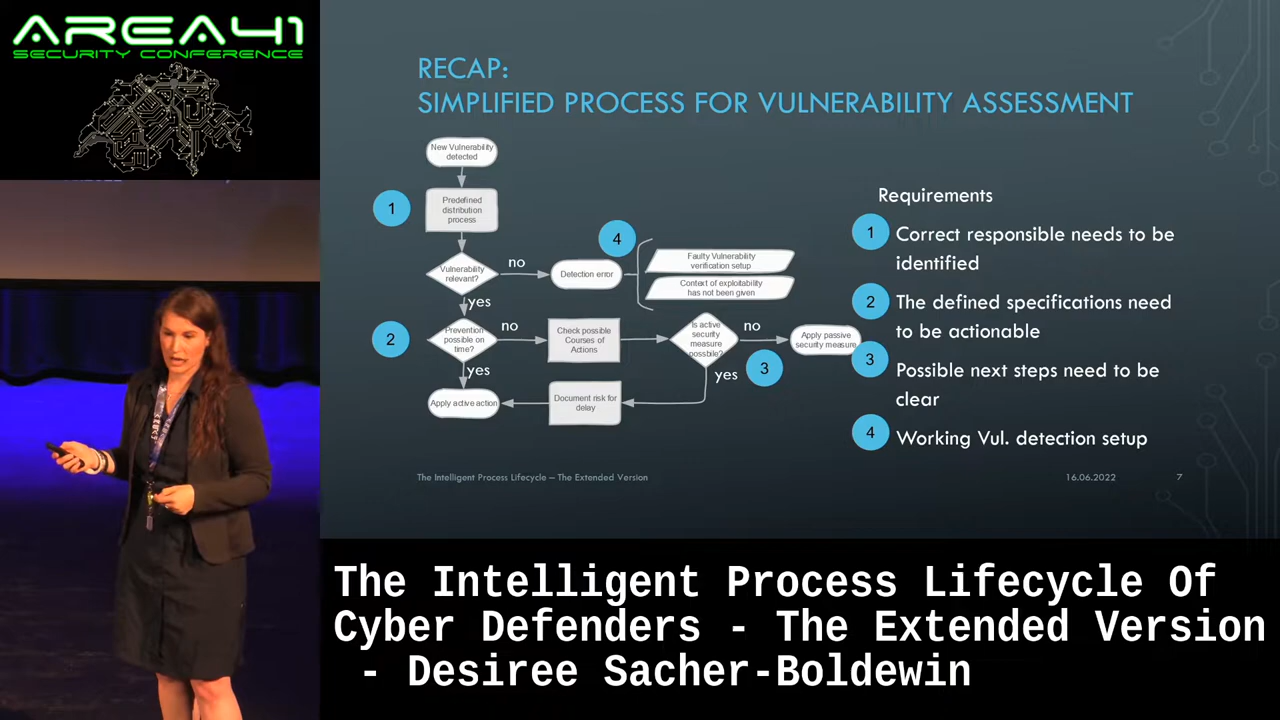 AREA41
SECURITY CONFERENCE
RECAP:
SIMPLIFIED PROCESS FOR VULNERABILITY ASSESSMENT
New Vulnerability
detected
1
Predefined
distribution
process
Vulnerability
relevant?
no
Detection error
4
Faulty Vulnerability
verification setup
Context of exploitability
has not been given
yes
2
Prevention
possible on
time?
no
Check possible
Courses of
Actions
Is active
security
measure
possbile?
no
3
Apply passive
security measure
yes
yes
Apply active action
Document risk for
delay
Requirements
1 Correct responsible needs to be
identified
2 The defined specifications need
to be actionable
3 Possible next steps need to be
clear
4 Working Vul. detection setup
The Intelligent Process Lifecycle – The Extended Version
16.06.2022
7
The Intelligent Process Lifecycle Of
Cyber Defenders - The Extended Version
- Desiree Sacher-Boldewin